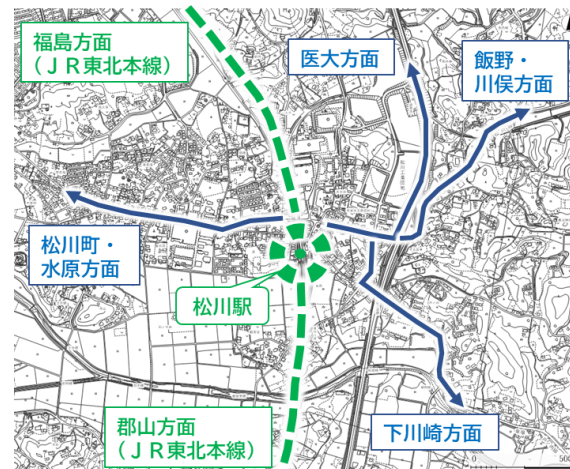 福島方面
（ＪＲ東北本線）
医大方面
飯野・
川俣方面
松川町・
水原方面
松川駅
郡山方面
（ＪＲ東北本線）
下川崎方面
0